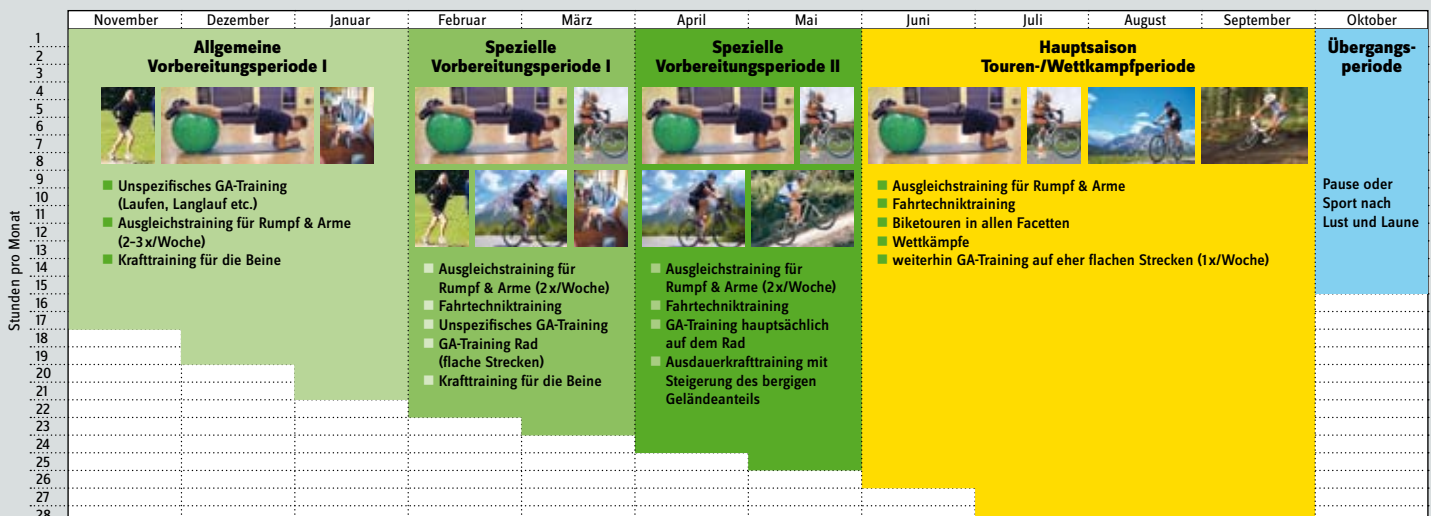 November Dezember Januar Februar März April Mai Juni Juli August September Oktober
Stunden pro Monat
1
2
3
4
5
6
7
8
9
10
11
12
13
14
15
16
17
18
19
20
21
22
23
24
25
26
27
28
Allgemeine
Vorbereitungsperiode I
Unspezifisches GA-Training
(Laufen, Langlauf etc.)
Ausgleichstraining für Rumpf & Arme
(2–3x/Woche)
Krafttraining für die Beine
Spezielle
Vorbereitungsperiode I
Ausgleichstraining für
Rumpf & Arme (2x/Woche)
Fahrtechniktraining
Unspezifisches GA-Training
GA-Training Rad
(flache Strecken)
Krafttraining für die Beine
Spezielle
Vorbereitungsperiode II
Ausgleichstraining für
Rumpf & Arme (2x/Woche)
Fahrtechniktraining
GA-Training hauptsächlich
auf dem Rad
Ausdauerkrafttraining mit
Steigerung des bergigen
Geländeanteils
Hauptsaison
Touren-/Wettkampfperiode
Ausgleichstraining für Rumpf & Arme
Fahrtechniktraining
Biketouren in allen Facetten
Wettkämpfe
weiterhin GA-Training auf eher flachen Strecken (1x/Woche)
Übergangs-
periode
Pause oder
Sport nach
Lust und Laune